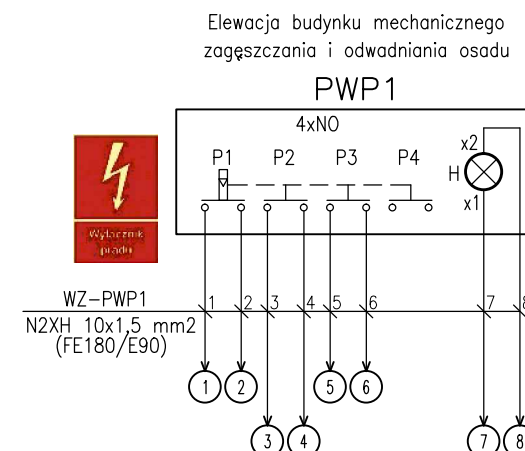 Elewacja budynku mechanicznego
zagęszczania i odwadniania osadu
PWP1
4xNO
P1 P2 P3 P4
x2
H
x1
Wyłącznik
prądu
WZ-PWP1
1 2 3 4 5 6 7 8
N2XH 10x1,5 mm2
(FE180/E90)
1 2 5 6
3 4 7 8